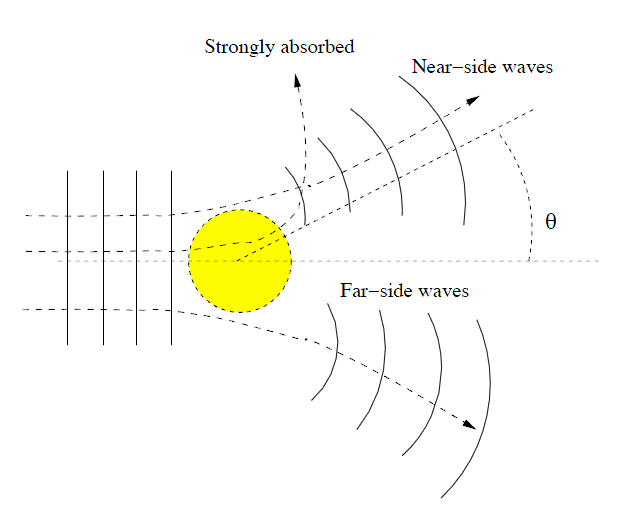 Strongly absorbed
Near−side waves
θ
Far−side waves